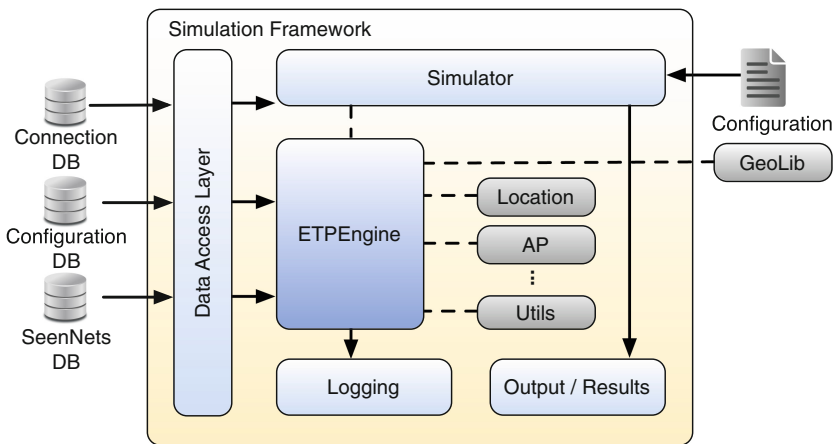 Simulation Framework
Simulator
Connection
DB
Configuration
GeoLib
Data Access Layer
Location
Configuration
DB
ETPEngine
AP
...
Utils
SeenNets
DB
Logging
Output / Results